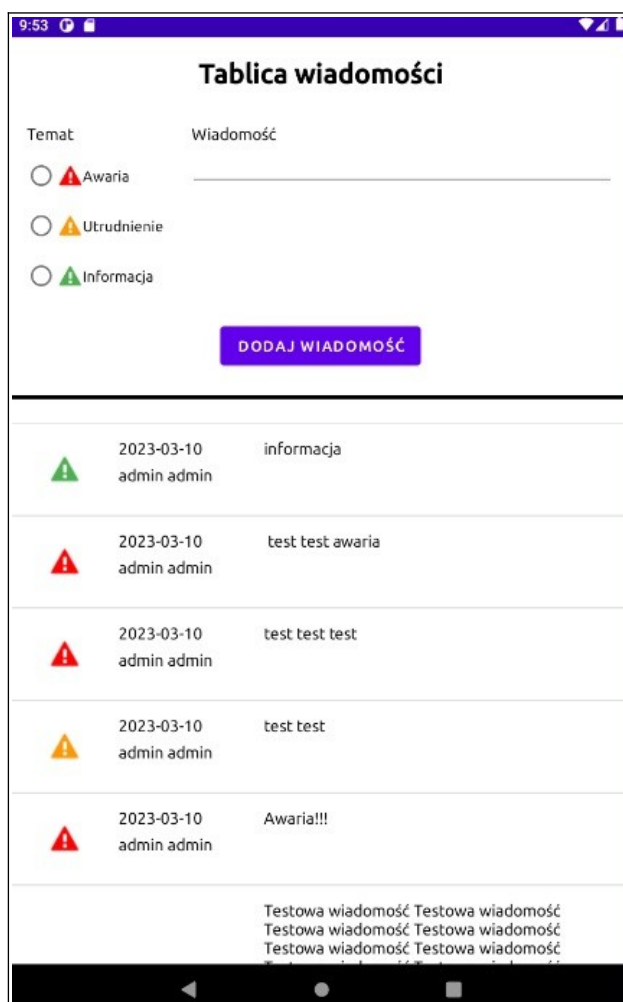 9:53
Tablica wiadomości
Temat Wiadomość
Awaria
Utrudnienie
Informacja
DODAJ WIADOMOŚĆ
2023-03-10 informacja
admin admin
2023-03-10 test test awaria
admin admin
2023-03-10 test test test
admin admin
2023-03-10 test test
admin admin
2023-03-10 Awaria!!!
admin admin
Testowa wiadomość Testowa wiadomość
Testowa wiadomość Testowa wiadomość
Testowa wiadomość Testowa wiadomość